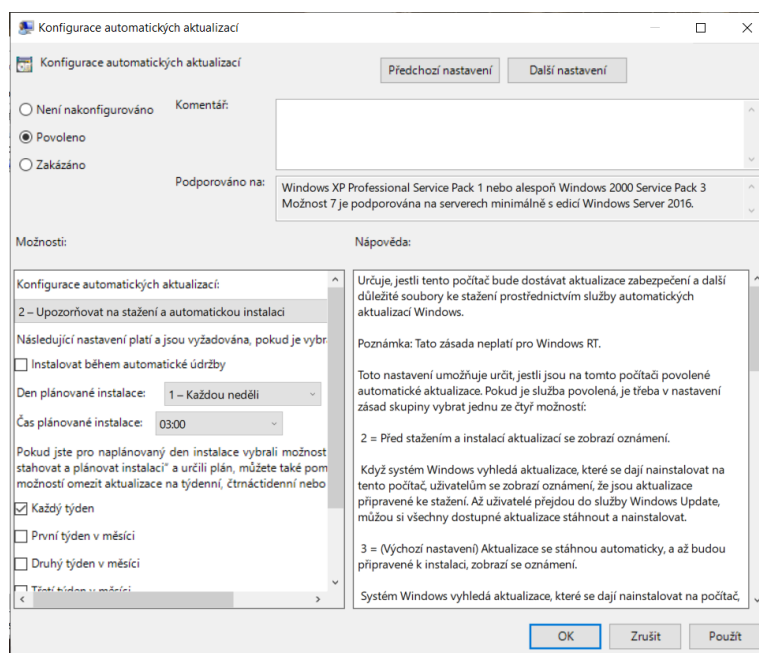 Konfigurace automatických aktualizací
Konfigurace automatických aktualizací
Předchozí nastavení
Další nastavení
Není nakonfigurováno
Povoleno
Zakázáno
Komentář:
Podporováno na:
Windows XP Professional Service Pack 1 nebo alespoň Windows 2000 Service Pack 3
Možnost 7 je podporována na serverech minimálně s edicí Windows Server 2016.
Možnosti:
Konfigurace automatických aktualizací:
2 – Upozorňovat na stažení a automatickou instalaci
Následující nastavení platí a jsou vyžadována, pokud je vybr
Instalovat během automatické údržby
Den plánované instalace:
1 – Každou neděli
Čas plánované instalace:
03:00
Pokud jste pro naplánovaný den instalace vybrali možnost
stahovat a plánovat instalaci" a určili plán, můžete také pom
možností omezit aktualizace na týdenní, čtrnáctidenní nebo
Každý týden
První týden v měsíci
Druhý týden v měsíci
Třetí týden v měsíci
Nápověda:
Určuje, jestli tento počítač bude dostávat aktualizace zabezpečení a další
důležité soubory ke stažení prostřednictvím služby automatických
aktualizací Windows.
Poznámka: Tato zásada neplatí pro Windows RT.
Toto nastavení umožňuje určit, jestli jsou na tomto počítači povolené
automatické aktualizace. Pokud je služba povolená, je třeba v nastavení
zásad skupiny vybrat jednu ze čtyř možností:
2 = Před stažením a instalací aktualizací se zobrazí oznámení.
Když systém Windows vyhledá aktualizace, které se dají nainstalovat na
tento počítač, uživatelům se zobrazí oznámení, že jsou aktualizace
připravené ke stažení. Až uživatelé přejdou do služby Windows Update,
můžou si všechny dostupné aktualizace stáhnout a nainstalovat.
3 = (Výchozí nastavení) Aktualizace se stáhnou automaticky, a až budou
připravené k instalaci, zobrazí se oznámení.
Systém Windows vyhledá aktualizace, které se dají nainstalovat na počítač,
OK
Zrušit
Použít